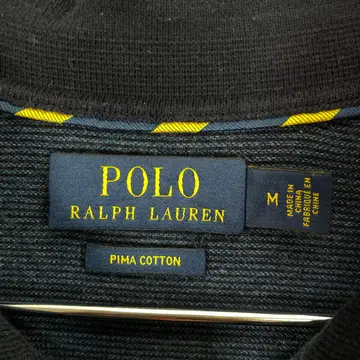 POLO
RALPH LAUREN
PIMA COTTON
M
MADE IN
CHINA
FABRIQUÉ EN
CHINE